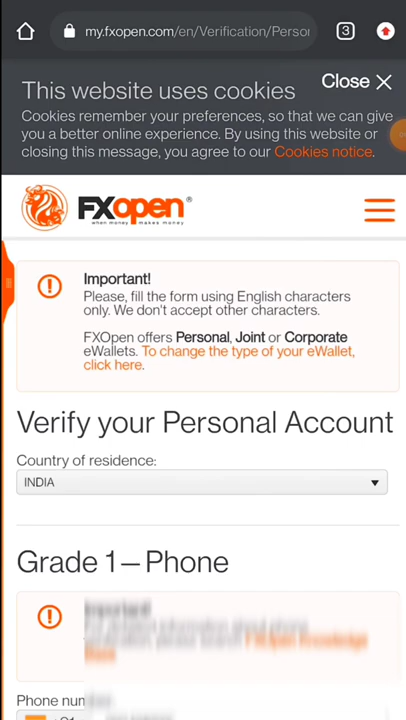 3
my.fxopen.com/en/Verification/Person
Close ×
This website uses cookies
Cookies remember your preferences, so that we can give
you a better online experience. By using this website or
closing this message, you agree to our Cookies notice.
FXopen®
when money makes money
Important!
Please, fill the form using English characters
only. We don't accept other characters.
FXOpen offers Personal, Joint or Corporate
eWallets. To change the type of your eWallet,
click here.
Verify your Personal Account
Country of residence:
INDIA
Grade 1—Phone
Phone num